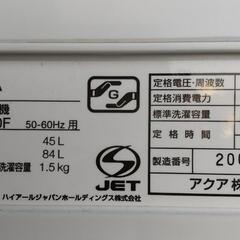 機
0F 50-60Hz 用
45 L
84 L
洗濯容量 1.5kg
G
S
JET
ハイアールジャパンホールディングス株式会社
定格電圧・周波数
定格消費電力
標準洗濯容量
定格時間
製造番号 200
アクア株